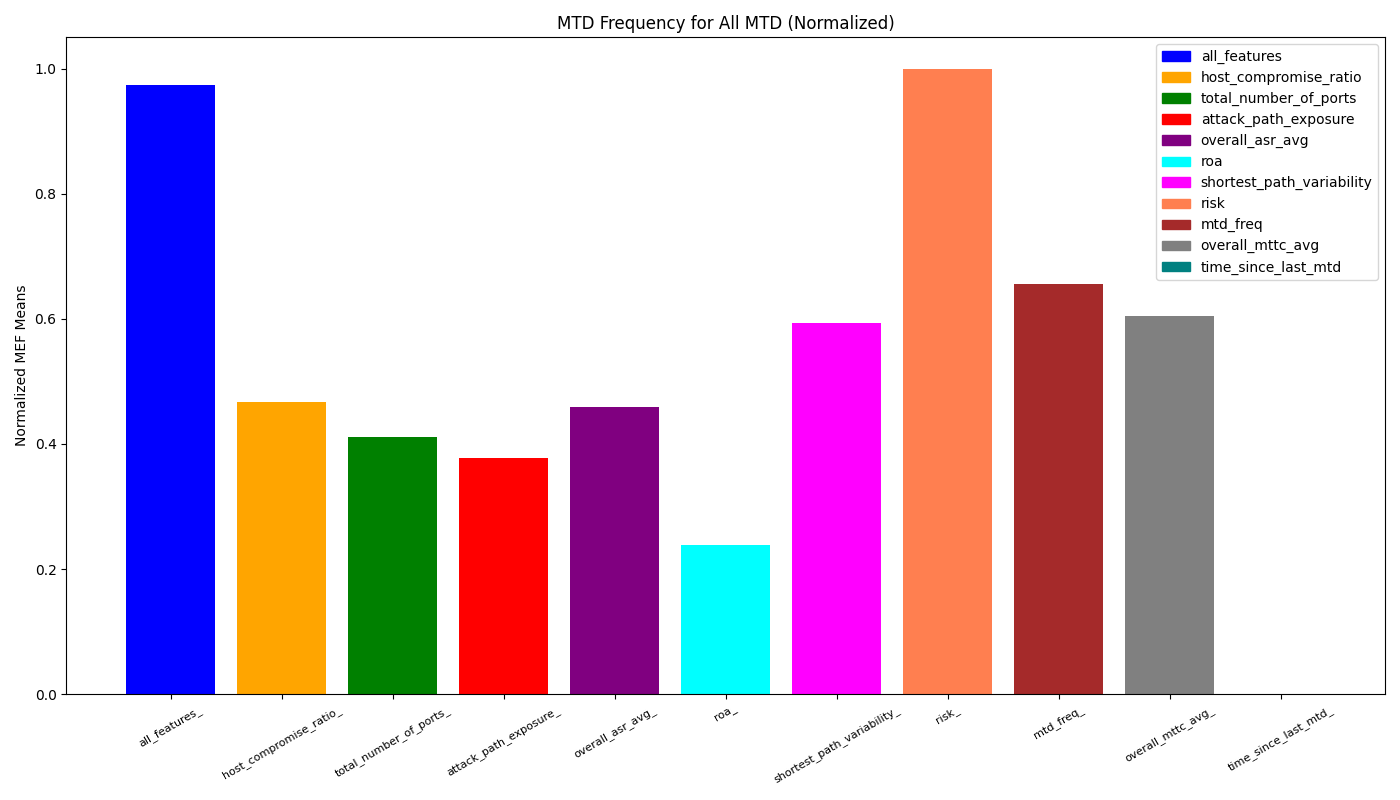 MTD Frequency for All MTD (Normalized)
Normalized MEF Means
1.0
0.8
0.6
0.4
0.2
0.0
all_features
host_compromise_ratio
total_number_of_ports
attack_path_exposure
overall_asr_avg
roa
shortest_path_variability
risk
mtd_freq
overall_mttc_avg
time_since_last_mtd
all_features_
host_compromise_ratio_
total_number_of_ports_
attack_path_exposure_
overall_asr_avg_
roa_
shortest_path_variability_
risk_
mtd_freq_
overall_mttc_avg_
time_since_last_mtd_